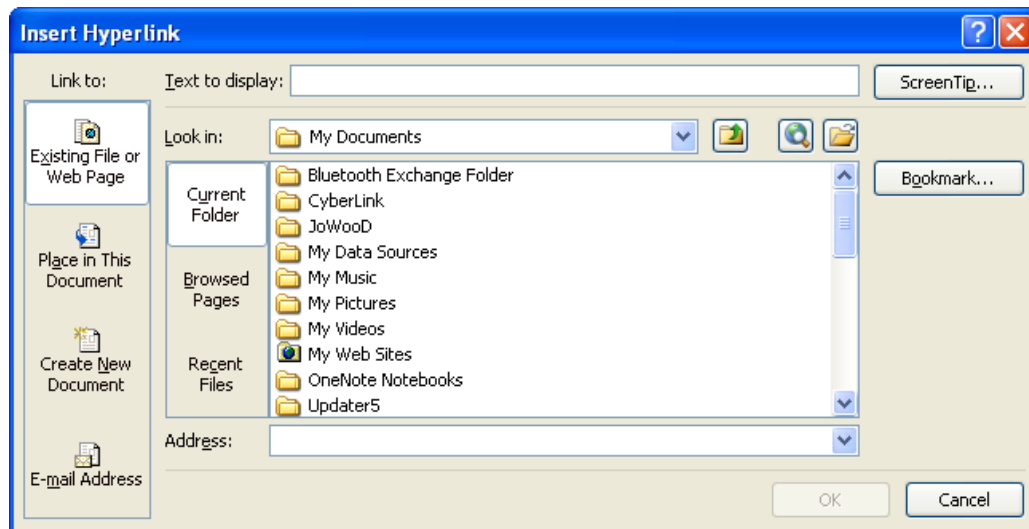 Insert Hyperlink
Link to:
Text to display:
ScreenTip...
Existing File or
Web Page
Place in This
Document
Create New
Document
E-mail Address
Look in:
My Documents
Current
Folder
Browsed
Pages
Recent
Files
Bluetooth Exchange Folder
CyberLink
JoWooD
My Data Sources
My Music
My Pictures
My Videos
My Web Sites
OneNote Notebooks
Updater5
Bookmark...
Address:
OK
Cancel